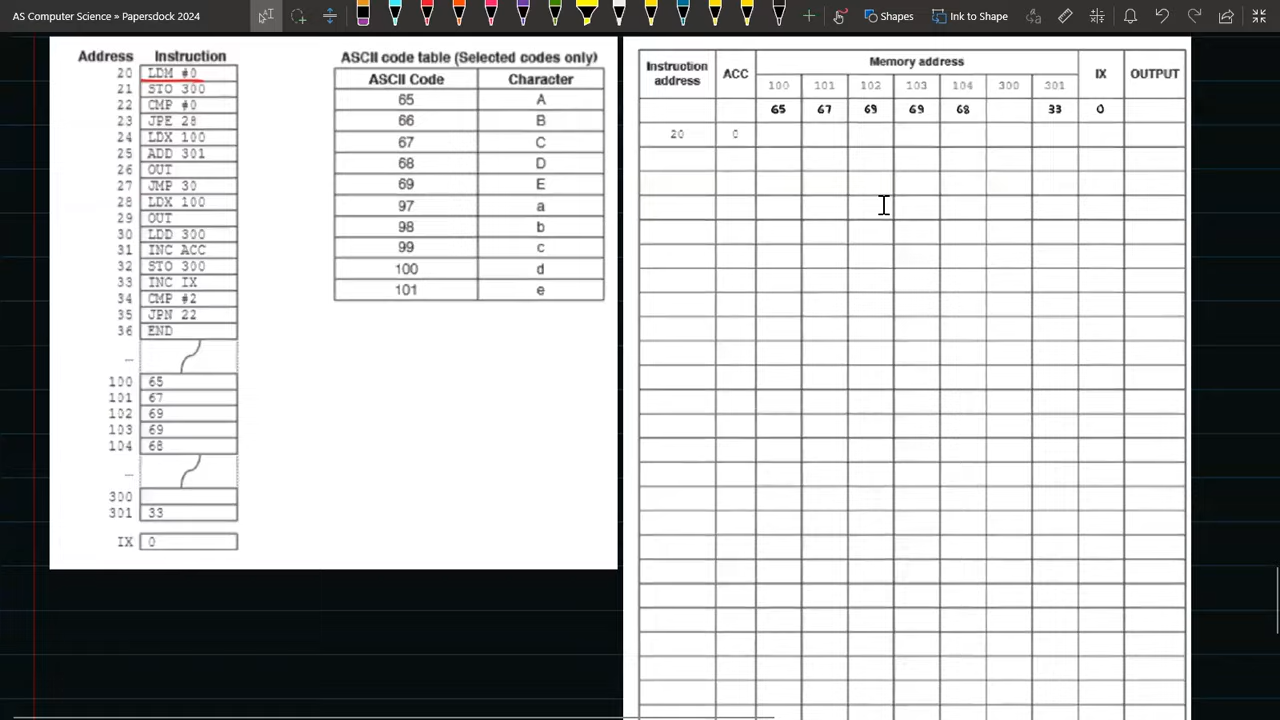 AS Computer Science » Papersdock 2024
Shapes
Ink to Shape
Address Instruction
20 LDM #0
21 STO 300
22 CMP #0
23 JPE 28
24 LDX 100
25 ADD 301
26 OUT
27 JMP 30
28 LDX 100
29 OUT
30 LDD 300
31 INC ACC
32 STO 300
33 INC IX
34 CMP #2
35 JPN 22
36 END
...
100 65
101 67
102 69
103 69
104 68
...
300
301 33
IX 0
ASCII code table (Selected codes only)
ASCII Code Character
65 A
66 B
67 C
68 D
69 E
97 a
98 b
99 c
100 d
101 e
Instruction address ACC Memory address IX OUTPUT
100 101 102 103 104 300 301
65 67 69 69 68 33 0
20 0